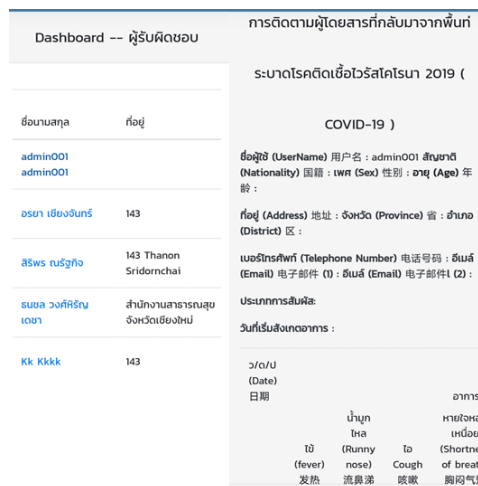 Dashboard -- ผู้รับผิดชอบ
ชื่อนามสกุล ที่อยู่
admin001
admin001
อรยา เชียงจันทร์ 143
สิริพร ณรัฐกิจ 143 Thanon
Sridornchai
ธนชล วงศ์หิรัญ สำนักงานสาธารณสุข
เดชา จังหวัดเชียงใหม่
Kk Kkkk 143
การติดตามผู้โดยสารที่กลับมาจากพื้นที่
ระบาดโรคติดเชื้อไวรัสโคโรนา 2019 (
COVID-19 )
ชื่อผู้ใช้ (UserName) 用户名 : admin001 สัญชาติ
(Nationality) 国籍 : เพศ (Sex) 性别 : อายุ (Age) 年
龄 :
ที่อยู่ (Address) 地址 : จังหวัด (Province) 省 : อำเภอ
(District) 区 :
เบอร์โทรศัพท์ (Telephone Number) 电话号码 : อีเมล์
(Email) 电子邮件 (1) : อีเมล์ (Email) 电子邮件l (2) :
ประเภทการสัมผัส:
วันที่เริ่มสังเกตอาการ :
ว/ด/ป
(Date)
日期
อาการ
น้ำมูก
ไหล เหนื่อย
ไข้ (Runny ไอ
(fever) nose) Cough of
发热 流鼻涕 咳嗽